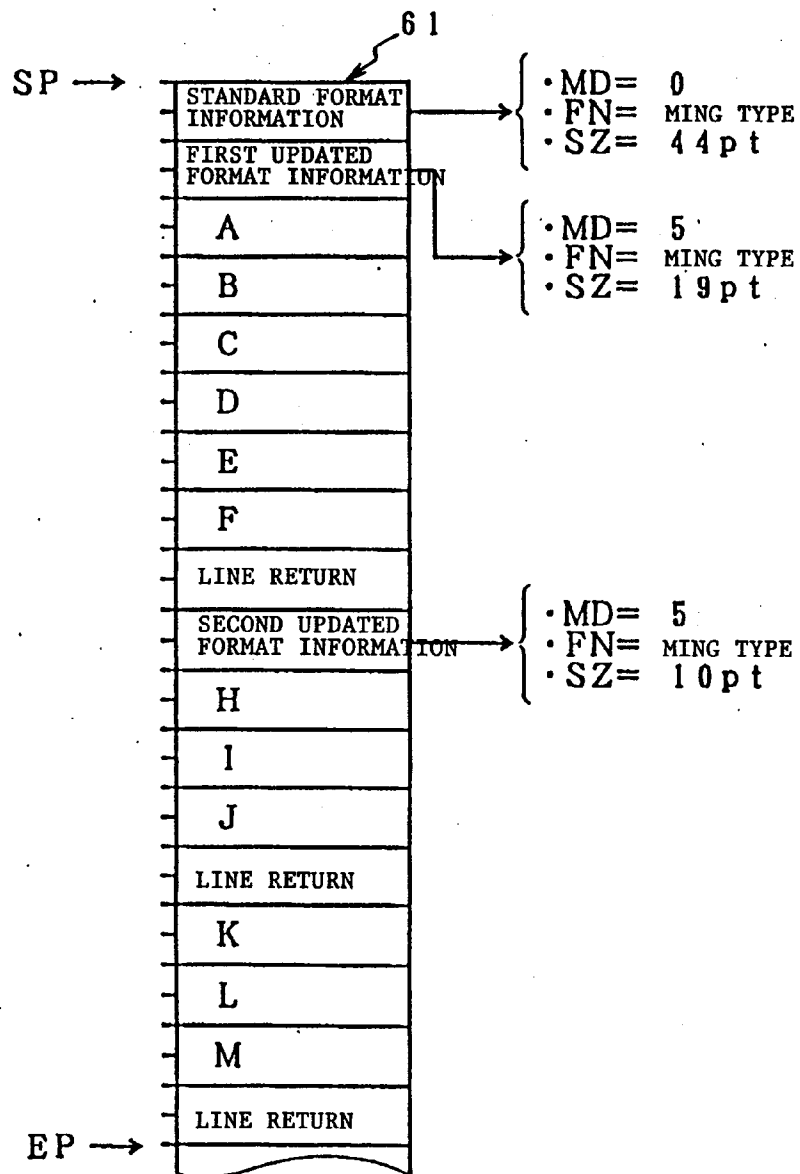 61
SP
STANDARD FORMAT
INFORMATION
·MD= 0
·FN= MING TYPE
·SZ= 44pt
FIRST UPDATED
FORMAT INFORMATION
·MD= 5
·FN= MING TYPE
·SZ= 19pt
A
B
C
D
E
F
LINE RETURN
SECOND UPDATED
FORMAT INFORMATION
·MD= 5
·FN= MING TYPE
·SZ= 10pt
H
I
J
LINE RETURN
K
L
M
LINE RETURN
EP